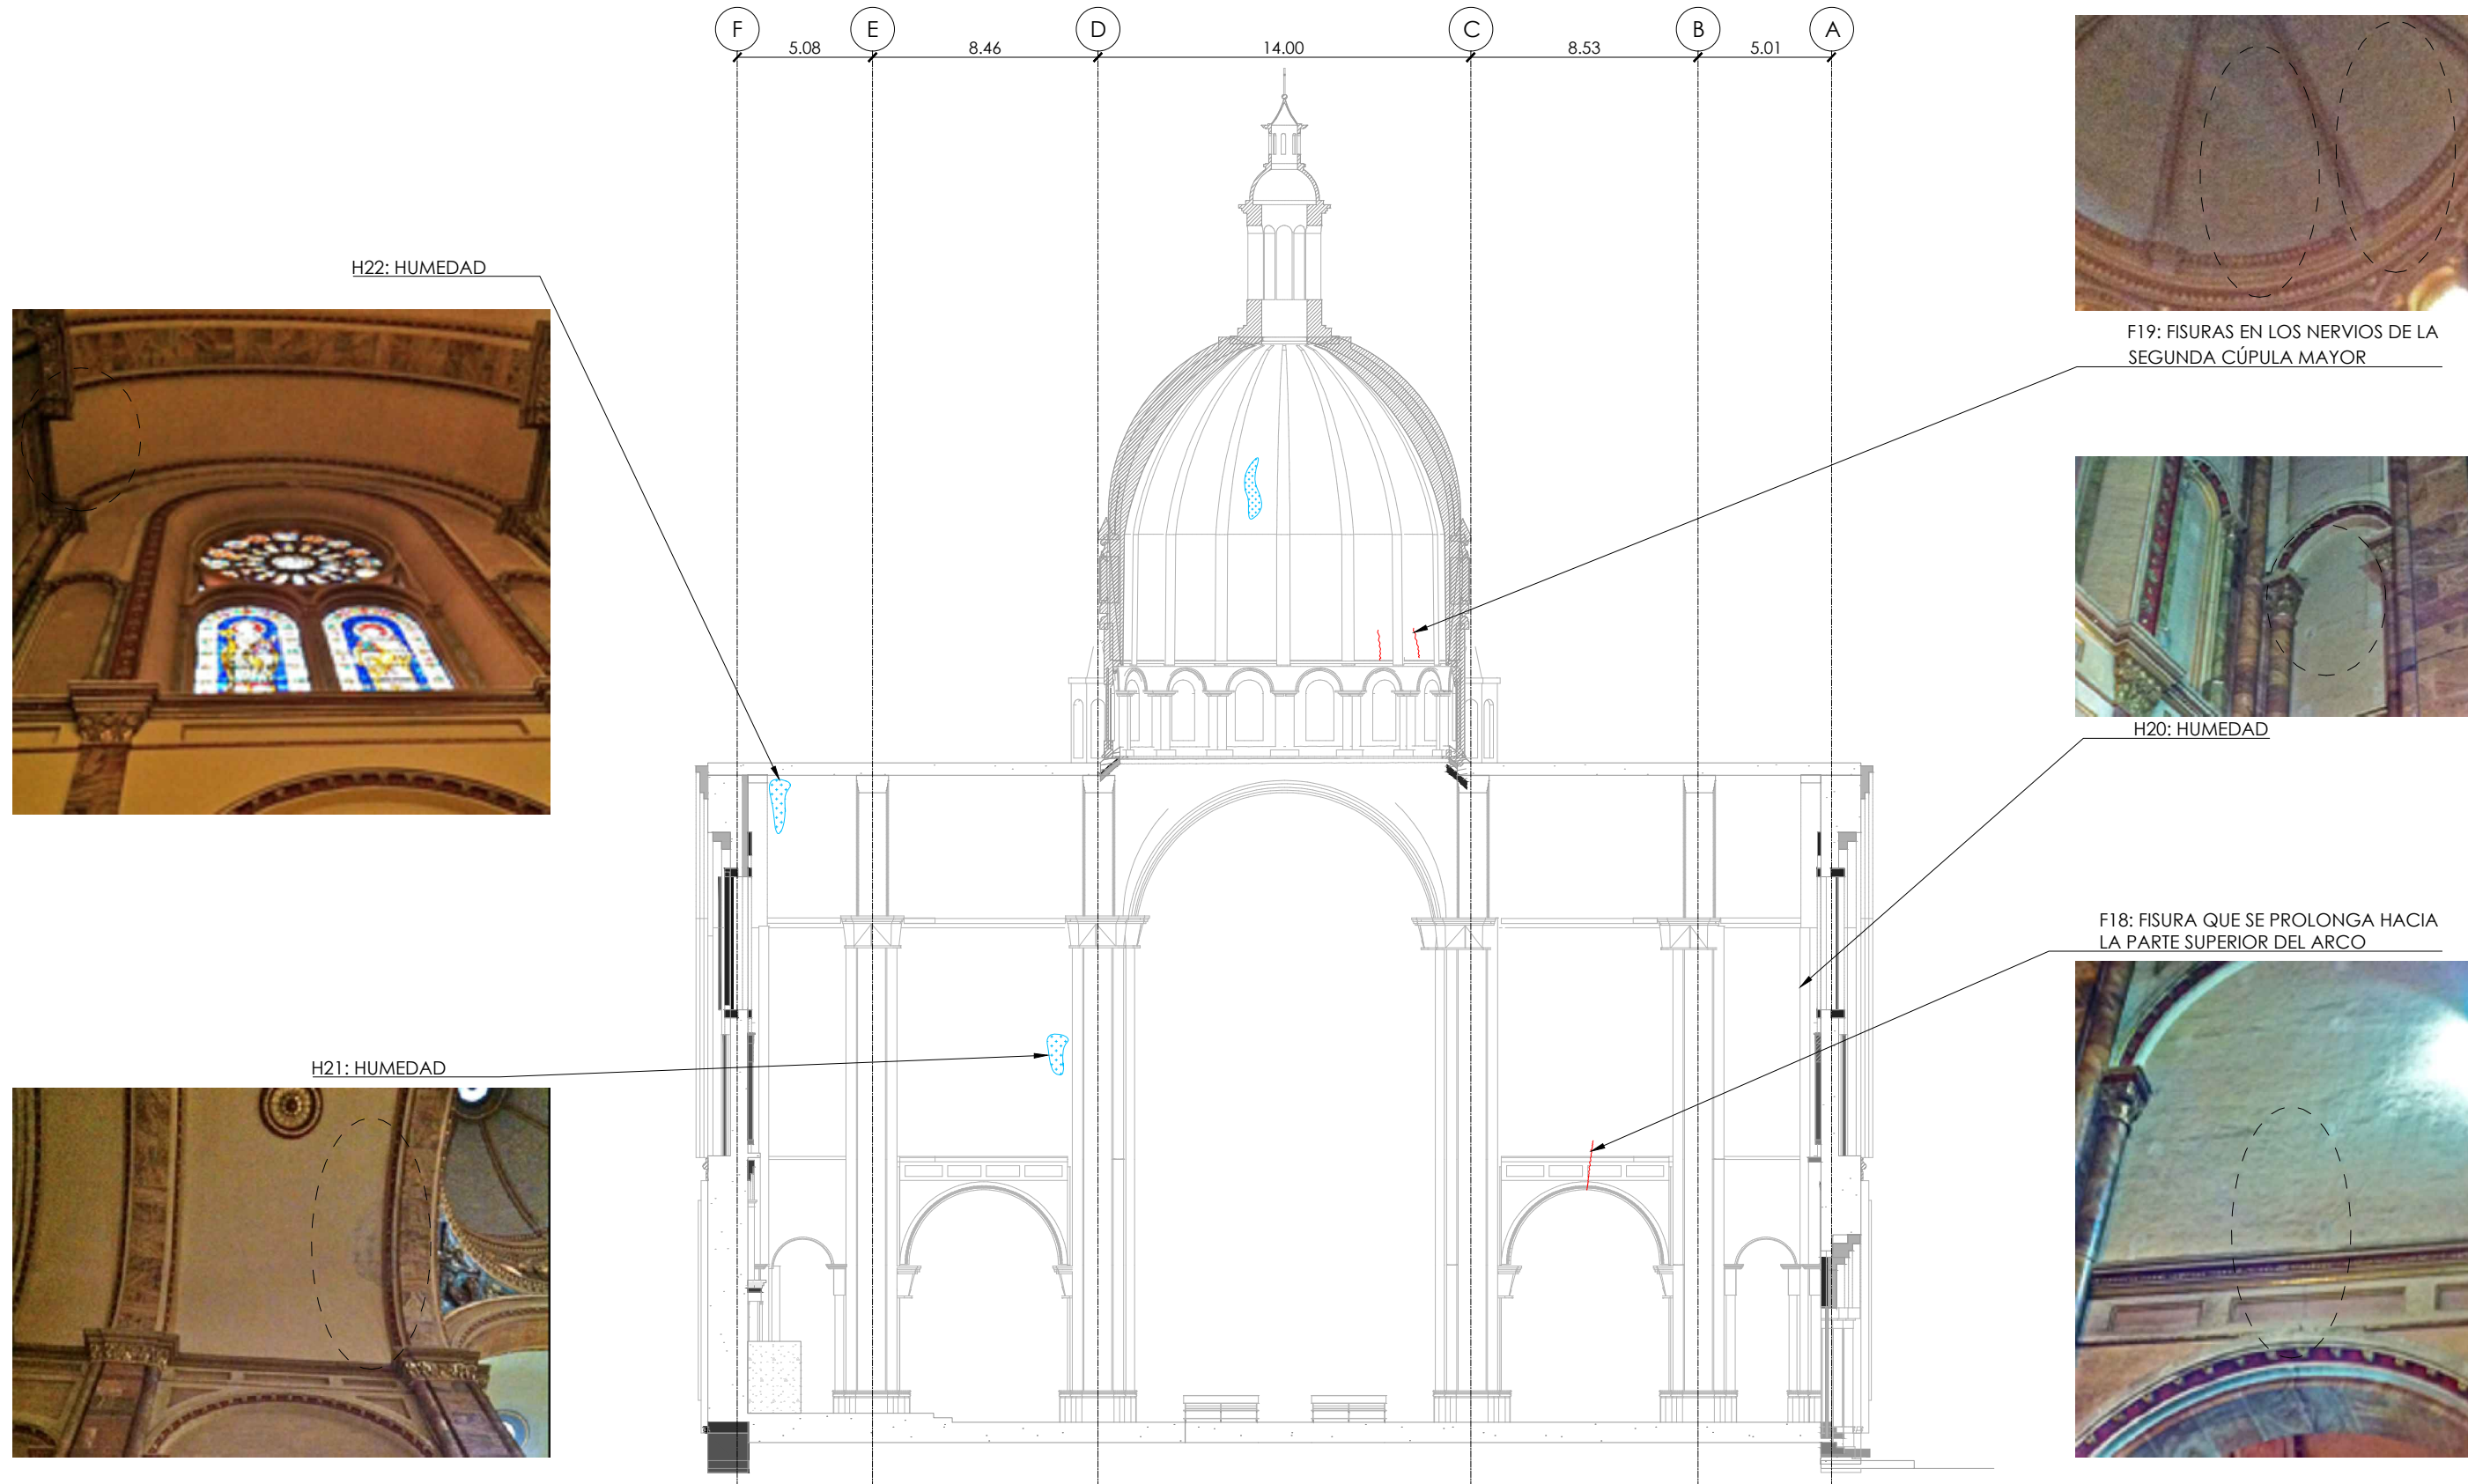 F
E
D
C
B
A
5.08
8.46
14.00
8.53
5.01
H22: HUMEDAD
F19: FISURAS EN LOS NERVIOS DE LA
SEGUNDA CÚPULA MAYOR
H20: HUMEDAD
F18: FISURA QUE SE PROLONGA HACIA
LA PARTE SUPERIOR DEL ARCO
H21: HUMEDAD